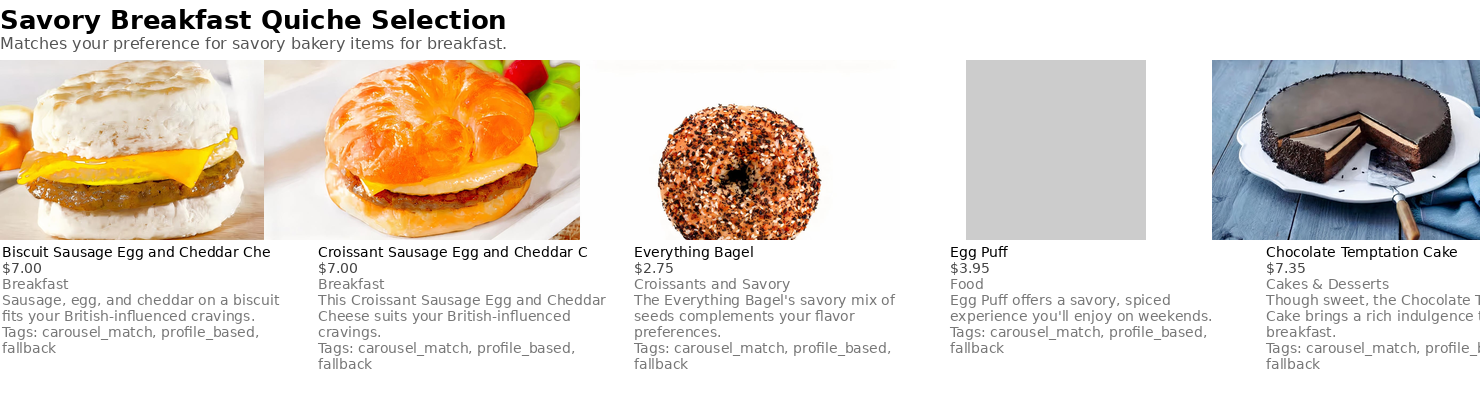 Savory Breakfast Quiche Selection
Matches your preference for savory bakery items for breakfast.
Biscuit Sausage Egg and Cheddar Che
$7.00
Breakfast
Sausage, egg, and cheddar on a biscuit
fits your British-influenced cravings.
Tags: carousel_match, profile_based,
fallback
Croissant Sausage Egg and Cheddar C
$7.00
Breakfast
This Croissant Sausage Egg and Cheddar
Cheese suits your British-influenced
cravings.
Tags: carousel_match, profile_based,
fallback
Everything Bagel
$2.75
Croissants and Savory
The Everything Bagel's savory mix of
seeds complements your flavor
preferences.
Tags: carousel_match, profile_based,
fallback
Egg Puff
$3.95
Food
Egg Puff offers a savory, spiced
experience you'll enjoy on weekends.
Tags: carousel_match, profile_based,
fallback
Chocolate Temptation Cake
$7.35
Cakes & Desserts
Though sweet, the Chocolate
Cake brings a rich indulgence
breakfast.
Tags: carousel_match,
fallback